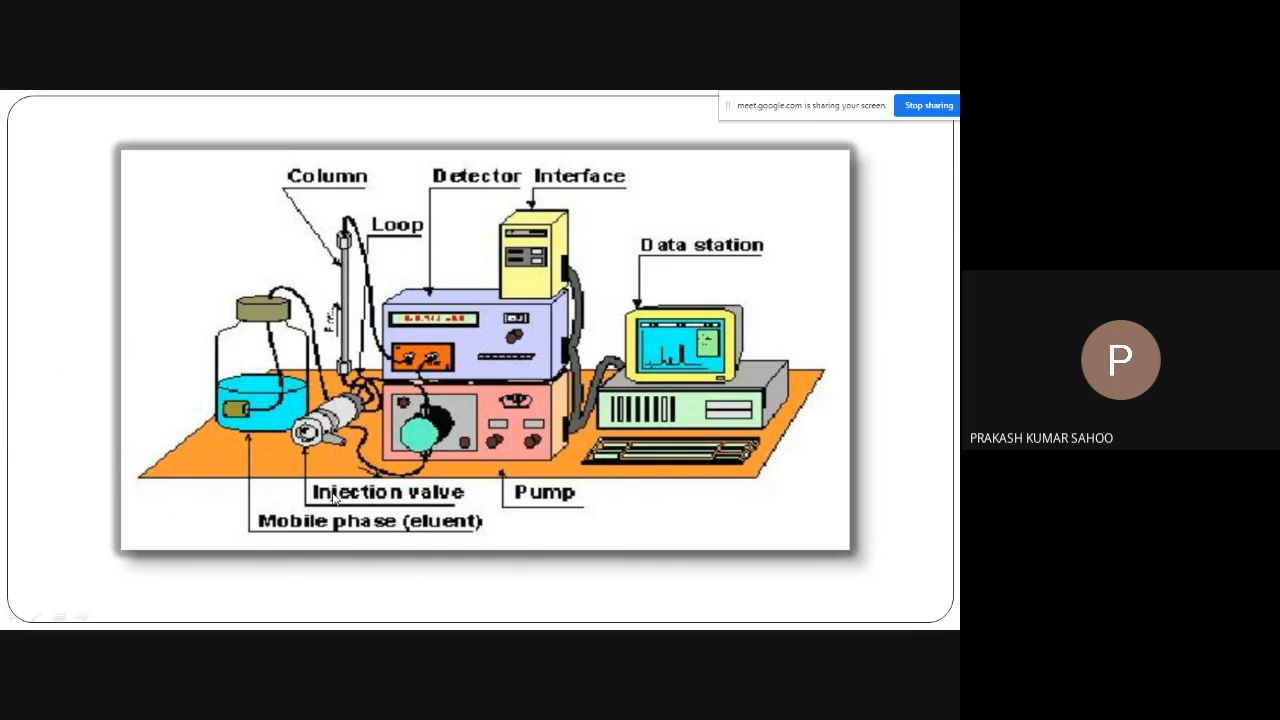 meet.google.com is sharing your screen.
Stop sharing
Column
Detector
Interface
Loop
Data station
Injection valve
Pump
Mobile phase (eluent)
P
PRAKASH KUMAR SAHOO